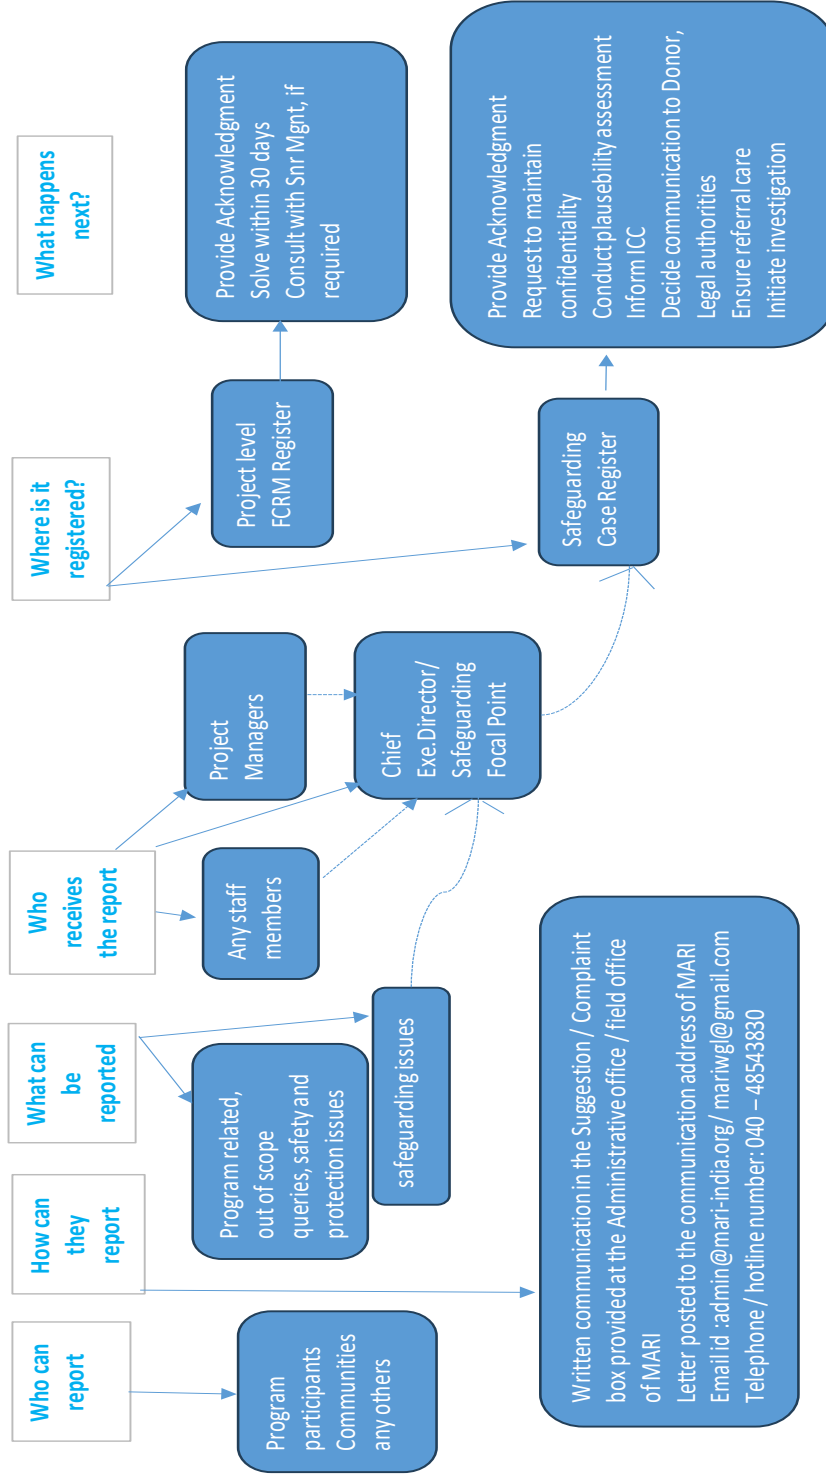 Who can
report
How can
they
report
What can
be
reported
Who
receives
the report
Where is it
registered?
What happens
next?
Program
participants
Communities
any others
Program related,
out of scope
queries, safety and
protection issues
safeguarding issues
Any staff
members
Project
Managers
Chief
Exe.Director/
Safeguarding
Focal Point
Project level
FCRM Register
Safeguarding
Case Register
Provide Acknowledgment
Solve within 30 days
Consult with Snr Mgnt, if
required
Provide Acknowledgment
Request to maintain
confidentiality
Conduct plausebility assessment
Inform ICC
Decide communication to Donor,
Legal authorities
Ensure referral care
Initiate investigation
Written communication in the Suggestion / Complaint
box provided at the Administrative office / field office
of MARI
Letter posted to the communication address of MARI
Email id :admin@mari-india.org/ mariwgl@gmail.com
Telephone / hotline number: 040 – 48543830